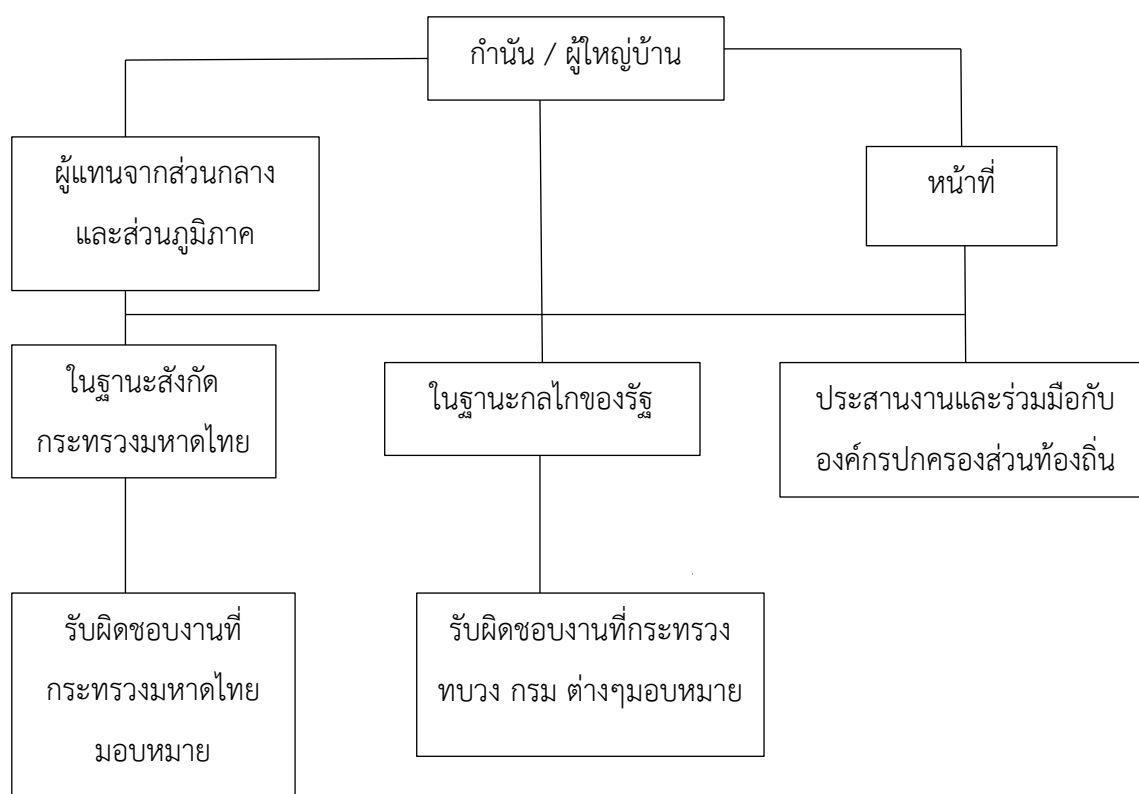 กำนัน / ผู้ใหญ่บ้าน
ผู้แทนจากส่วนกลาง
และส่วนภูมิภาค
หน้าที่
ในฐานะสังกัด
กระทรวงมหาดไทย
ในฐานะกลไกของรัฐ
ประสานงานและร่วมมือกับ
องค์กรปกครองส่วนท้องถิ่น
รับผิดชอบงานที่
กระทรวงมหาดไทย
มอบหมาย
รับผิดชอบงานที่กระทรวง
ทบวง กรม ต่างๆมอบหมาย